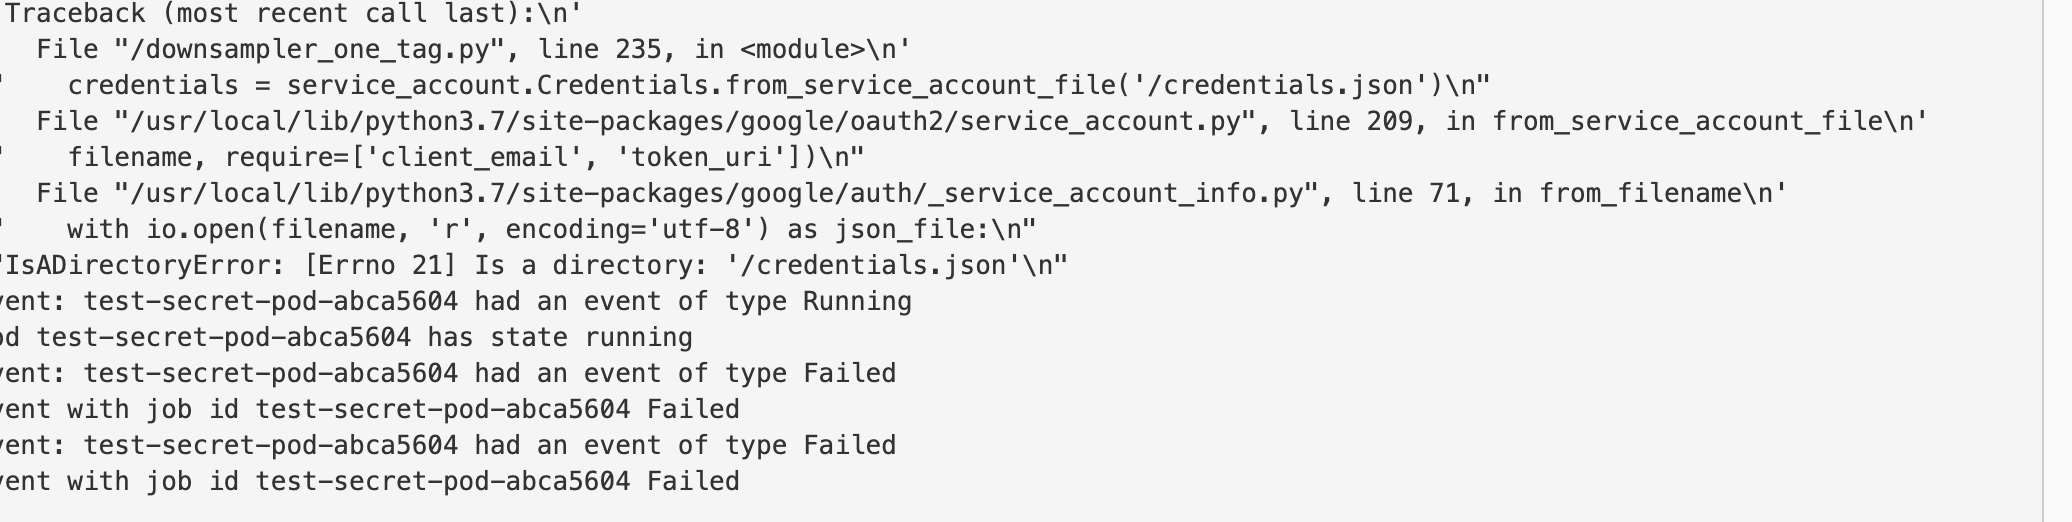 Traceback (most recent call last):\n'
File "/downsampler_one_tag.py", line 235, in <module>\n'
' credentials = service_account.Credentials.from_service_account_file('/credentials.json')\n"
File "/usr/local/lib/python3.7/site-packages/google/oauth2/service_account.py", line 209, in from_service_account_file\n'
' filename, require=['client_email', 'token_uri'])\n"
File "/usr/local/lib/python3.7/site-packages/google/auth/_service_account_info.py", line 71, in from_filename\n'
' with io.open(filename, 'r', encoding='utf-8') as json_file:\n"
"IsADirectoryError: [Errno 21] Is a directory: '/credentials.json'\n"
vent: test-secret-pod-abca5604 had an event of type Running
od test-secret-pod-abca5604 has state running
vent: test-secret-pod-abca5604 had an event of type Failed
vent with job id test-secret-pod-abca5604 Failed
vent: test-secret-pod-abca5604 had an event of type Failed
vent with job id test-secret-pod-abca5604 Failed